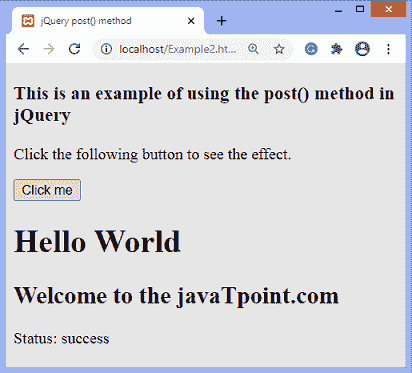 jQuery post() method
localhost/Example2.ht...
This is an example of using the post() method in
jQuery
Click the following button to see the effect.
Click me
Hello World
Welcome to the javaTpoint.com
Status: success